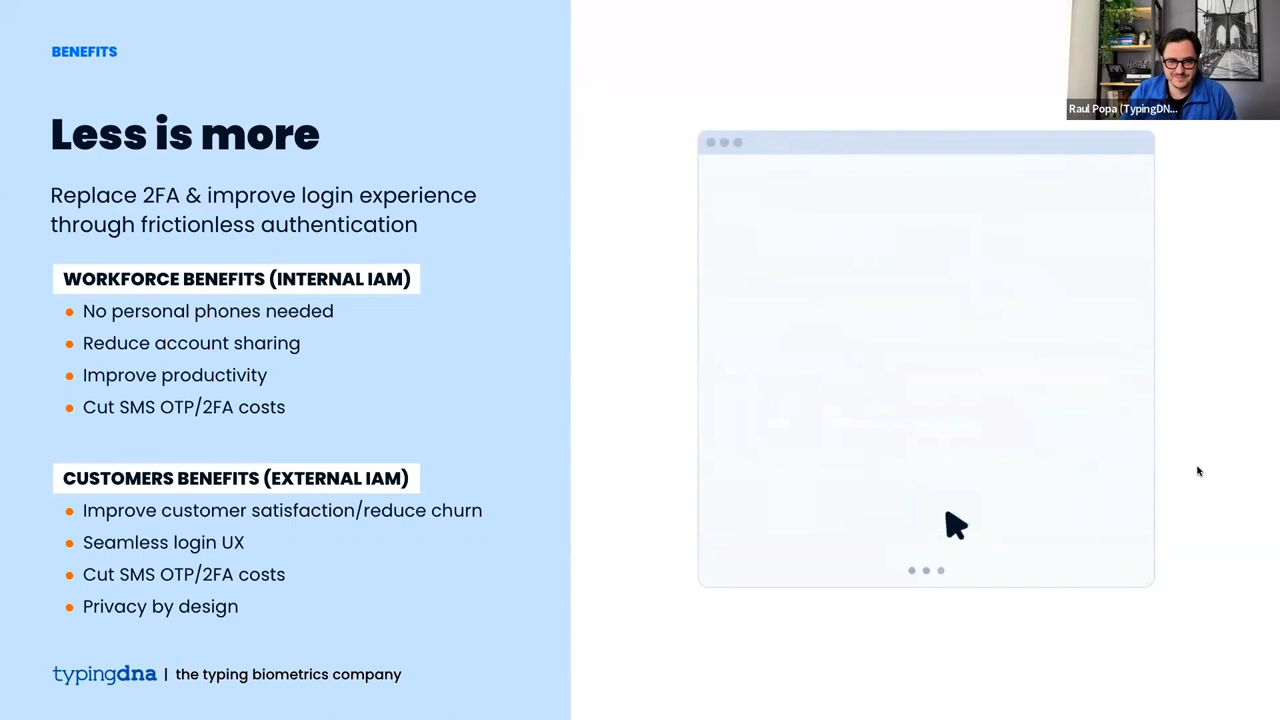 BENEFITS
Raul Popa (TypingDN...
Less is more
Replace 2FA & improve login experience
through frictionless authentication
WORKFORCE BENEFITS (INTERNAL IAM)
No personal phones needed
Reduce account sharing
Improve productivity
Cut SMS OTP/2FA costs
CUSTOMERS BENEFITS (EXTERNAL IAM)
Improve customer satisfaction/reduce churn
Seamless login UX
Cut SMS OTP/2FA costs
Privacy by design
typingdna | the typing biometrics company